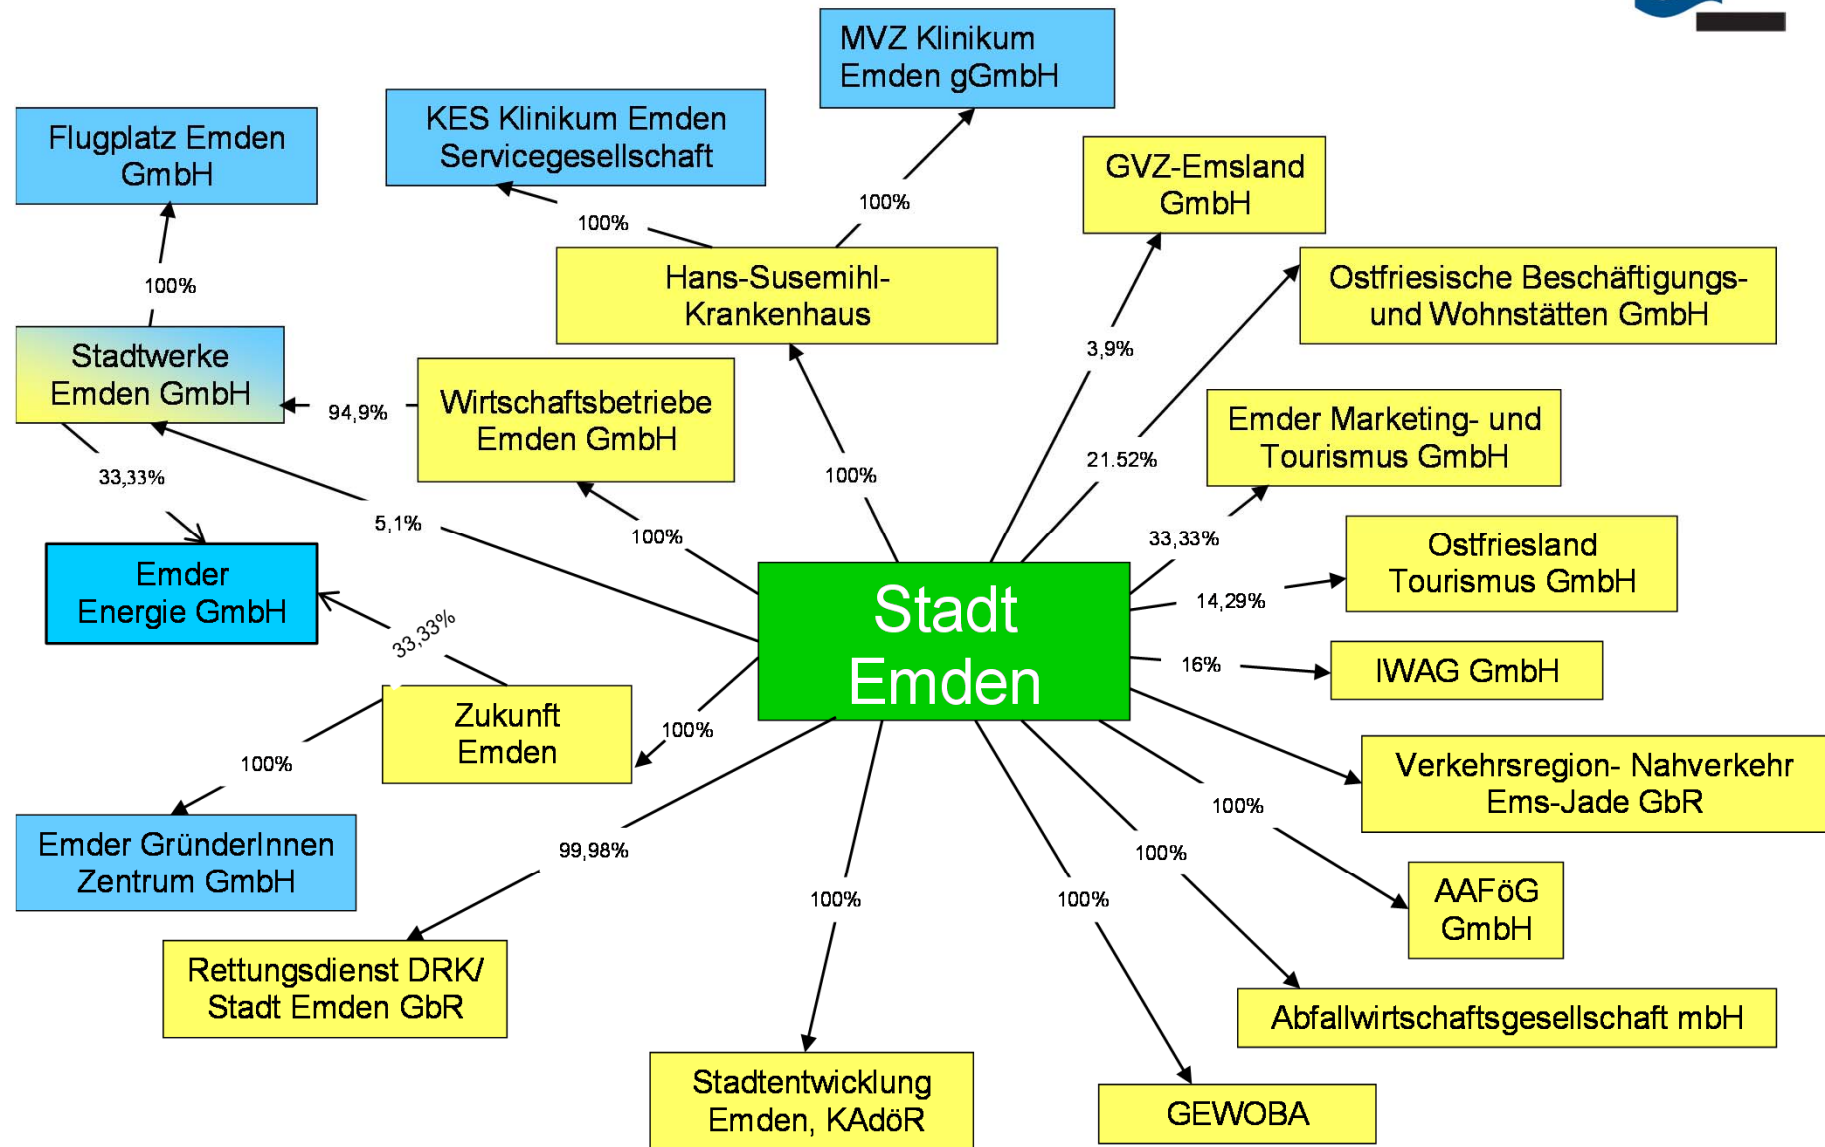 MVZ Klinikum
Emden gGmbH
KES Klinikum Emden
Servicegesellschaft
Flugplatz Emden
GmbH
GVZ-Emsland
GmbH
100%
100%
100%
Hans-Susemihl-
Krankenhaus
Ostfriesische Beschäftigungs-
und Wohnstätten GmbH
3,9%
Stadtwerke
Emden GmbH
94,9%
Wirtschaftsbetriebe
Emden GmbH
Emder Marketing- und
Tourismus GmbH
33,33%
100%
21.52%
5,1%
100%
33,33%
Ostfriesland
Tourismus GmbH
Emder
Energie GmbH
Stadt
Emden
14,29%
33,33%
16%
IWAG GmbH
Zukunft
Emden
100%
100%
Verkehrsregion- Nahverkehr
Ems-Jade GbR
100%
Emder GründerInnen
Zentrum GmbH
99,98%
100%
100%
100%
AAFöG
GmbH
Rettungsdienst DRK/
Stadt Emden GbR
Abfallwirtschaftsgesellschaft mbH
Stadtentwicklung
Emden, KAdöR
GEWOBA